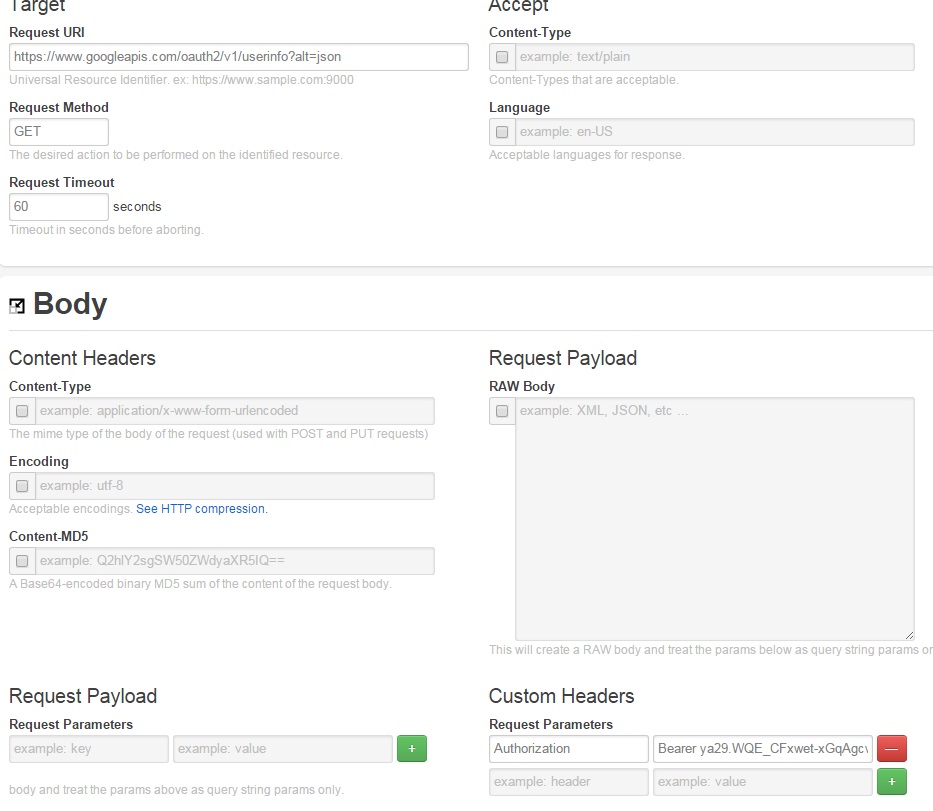 Target
Request URI
https://www.googleapis.com/oauth2/v1/userinfo?alt=json
Universal Resource Identifier. ex: https://www.sample.com:9000
Request Method
GET
The desired action to be performed on the identified resource.
Request Timeout
60 seconds
Timeout in seconds before aborting.
Accept
Content-Type
example: text/plain
Content-Types that are acceptable.
Language
example: en-US
Acceptable languages for response.
Body
Content Headers
Content-Type
example: application/x-www-form-urlencoded
The mime type of the body of the request (used with POST and PUT requests)
Encoding
example: utf-8
Acceptable encodings. See HTTP compression.
Content-MD5
example: Q2hlY2sgSW50ZWdyaXR5IQ==
A Base64-encoded binary MD5 sum of the content of the request body.
Request Payload
RAW Body
example: XML, JSON, etc ...
This will create a RAW body and treat the params below as query string params or
Request Payload
Request Parameters
example: key example: value +
body and treat the params above as query string params only.
Custom Headers
Request Parameters
Authorization Bearer ya29.WQE_CFxwet-xGqAgcv —
example: header example: value +